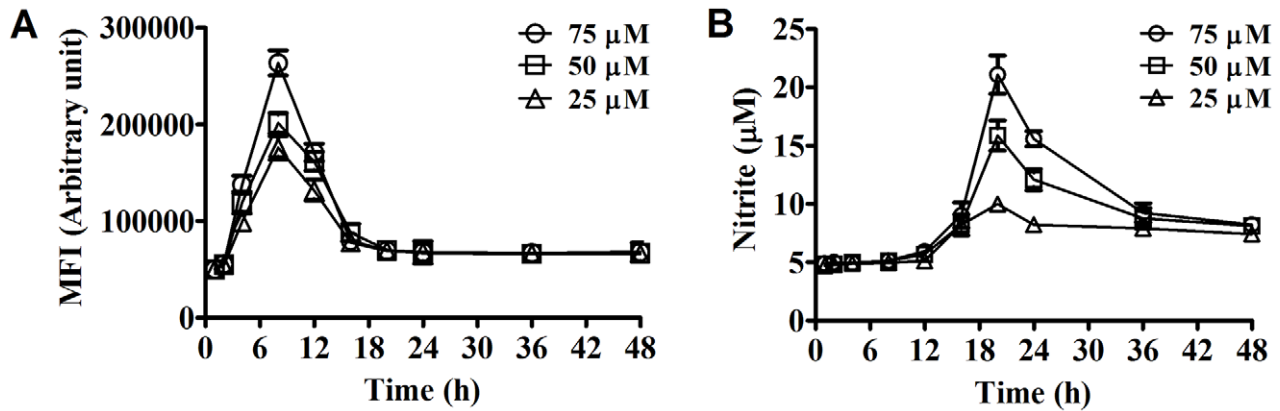 A
MFI (Arbitrary unit)
300000
200000
100000
0
75 µM
50 µM
25 µM
0 6 12 18 24 30 36 42 48
Time (h)
B
Nitrite (µM)
25
20
15
10
5
0
75 µM
50 µM
25 µM
0 6 12 18 24 30 36 42 48
Time (h)